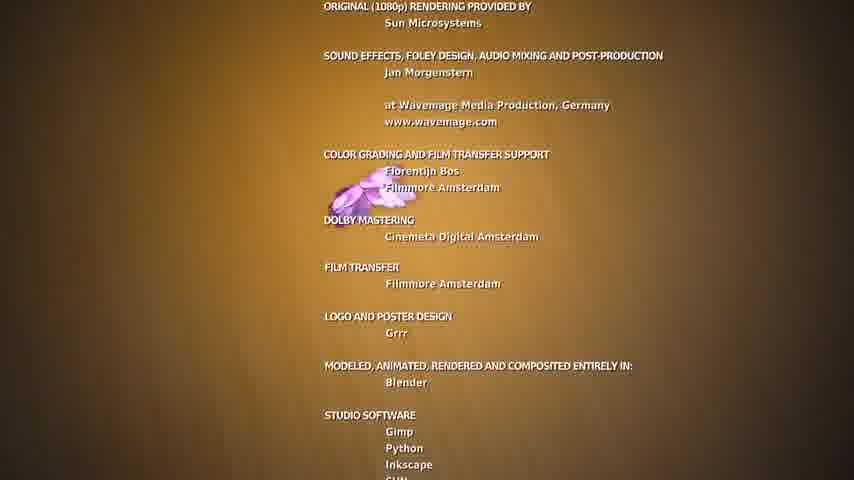 ORIGINAL (1080p) RENDERING PROVIDED BY
Sun Microsystems
SOUND EFFECTS, FOLEY DESIGN, AUDIO MIXING AND POST-PRODUCTION
Jan Morgenstern
at Wavemage Media Production, Germany
www.wavemage.com
COLOR GRADING AND FILM TRANSFER SUPPORT
Florentijn Bos
Filmmore Amsterdam
DOLBY MASTERING
Cinemeta Digital Amsterdam
FILM TRANSFER
Filmmore Amsterdam
LOGO AND POSTER DESIGN
Grrr
MODELED, ANIMATED, RENDERED AND COMPOSITED ENTIRELY IN:
Blender
STUDIO SOFTWARE
Gimp
Python
Inkscape